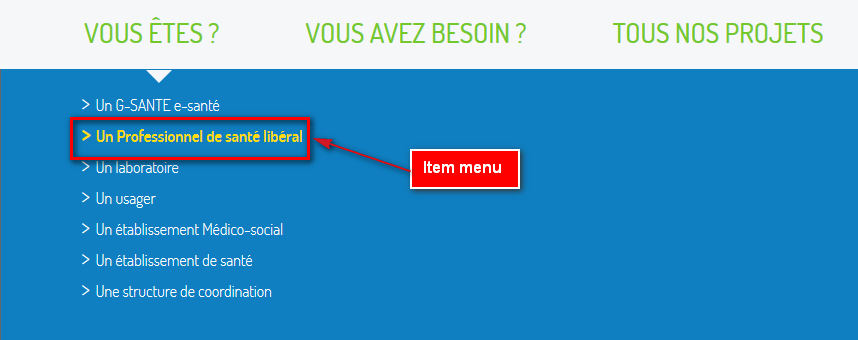 VOUS ÊTES ? VOUS AVEZ BESOIN ? TOUS NOS PROJETS
> Un G-SANTE e-santé
> Un Professionnel de santé libéral
Item menu
> Un laboratoire
> Un usager
> Un établissement Médico-social
> Un établissement de santé
> Une structure de coordination